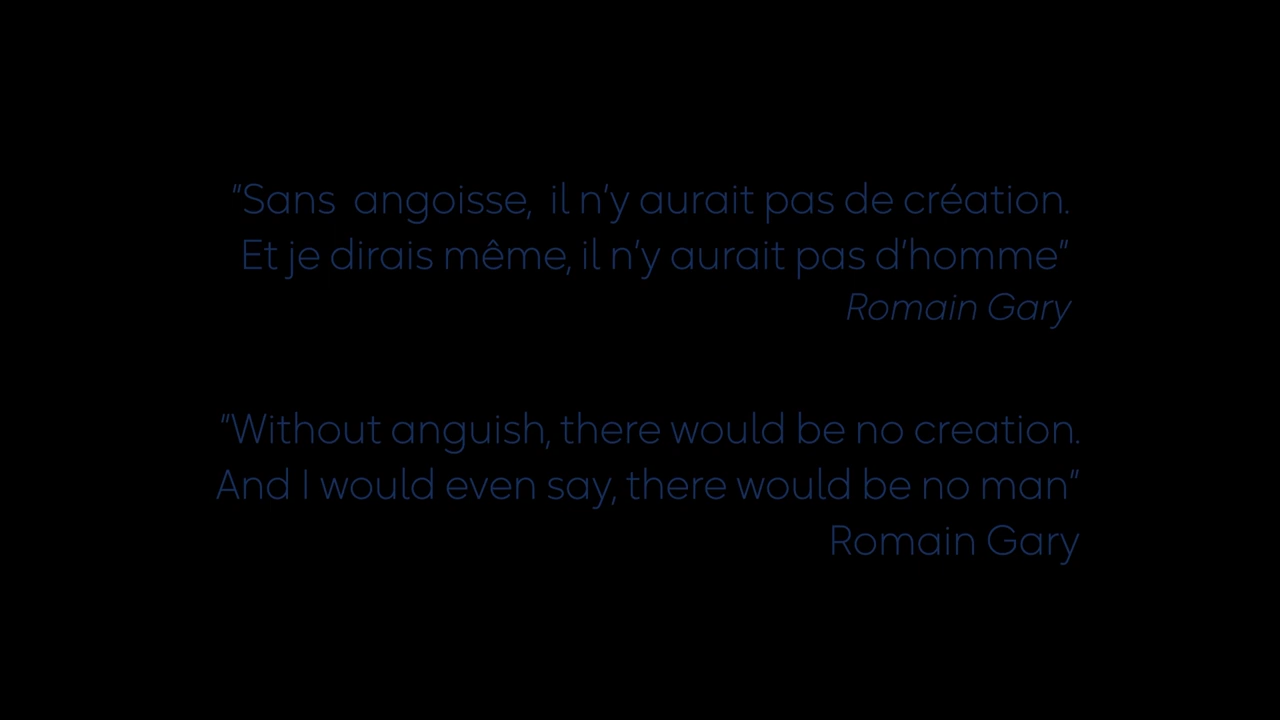 "Sans angoisse, il n'y aurait pas de création.
Et je dirais même, il n'y aurait pas d'homme"
Romain Gary
"Without anguish, there would be no creation.
And I would even say, there would be no man"
Romain Gary